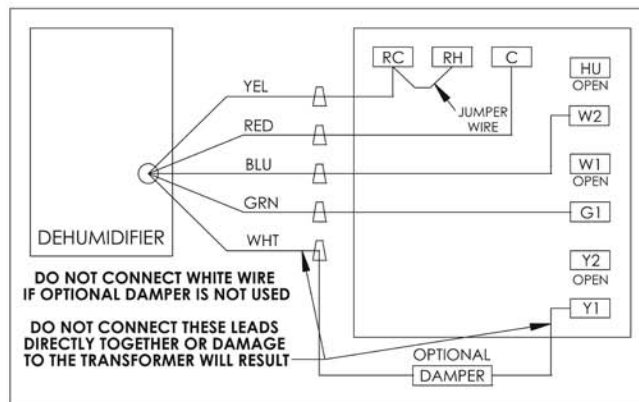 RC
RH
C
HU
OPEN
YEL
JUMPER
WIRE
W2
RED
BLU
W1
OPEN
GRN
G1
DEHUMIDIFIER
WHT
Y2
OPEN
DO NOT CONNECT WHITE WIRE
IF OPTIONAL DAMPER IS NOT USED
Y1
DO NOT CONNECT THESE LEADS
DIRECTLY TOGETHER OR DAMAGE
TO THE TRANSFORMER WILL RESULT
OPTIONAL
DAMPER